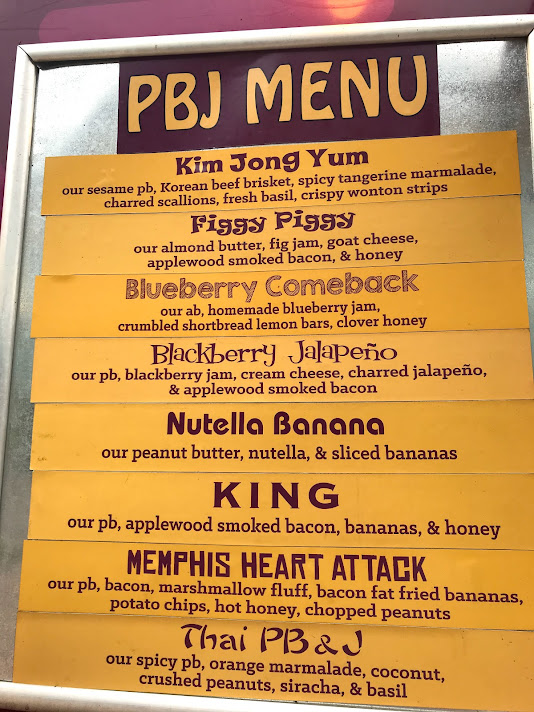 PBJ MENU
Kim Jong Yum
our sesame pb, Korean beef brisket, spicy tangerine marmalade,
charred scallions, fresh basil, crispy wonton strips
Figgy Piggy
our almond butter, fig jam, goat cheese,
applewood smoked bacon, & honey
Blueberry Comeback
our ab, homemade blueberry jam,
crumbled shortbread lemon bars, clover honey
Blackberry Jalapeño
our pb, blackberry jam, cream cheese, charred jalapeño,
& applewood smoked bacon
Nutella Banana
our peanut butter, nutella, & sliced bananas
KING
our pb, applewood smoked bacon, bananas, & honey
MEMPHIS HEART ATTACK
our pb, bacon, marshmallow fluff, bacon fat fried bananas,
potato chips, hot honey, chopped peanuts
Thai PB & J
our spicy pb, orange marmalade, coconut,
crushed peanuts, siracha, & basil